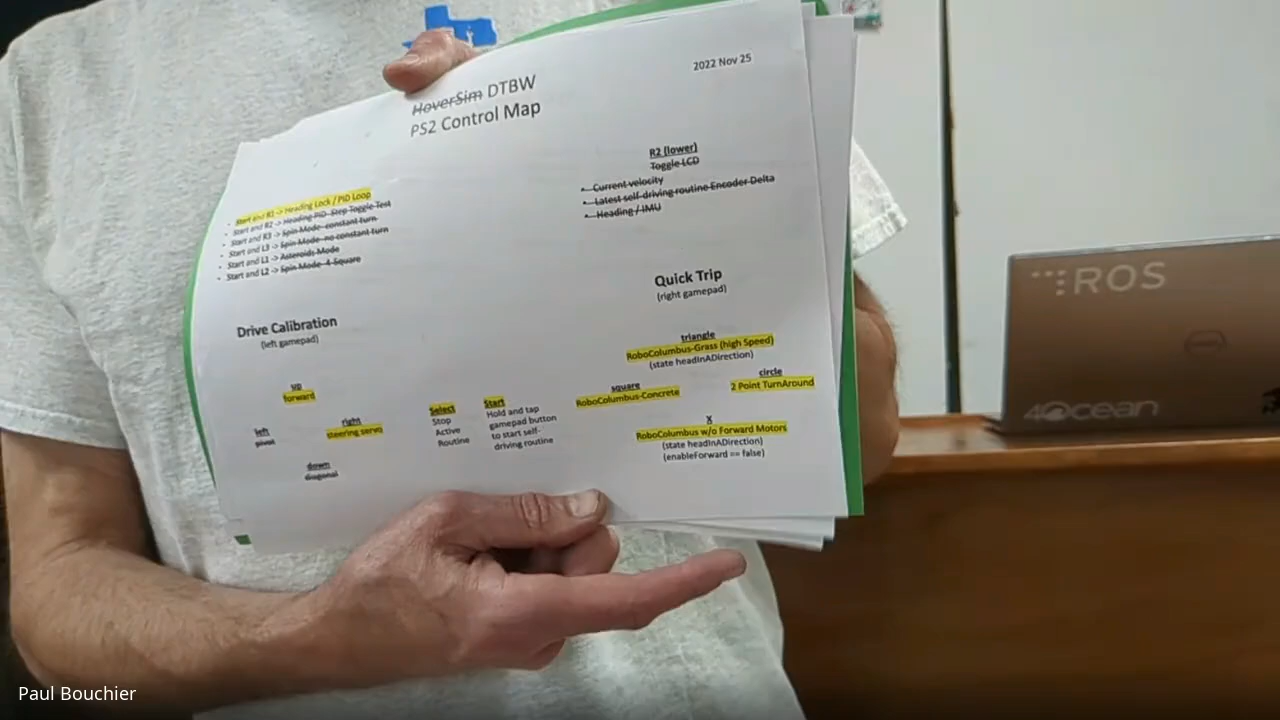 2022 Nov 25
HoverSim DTBW
PS2 Control Map
R2 (lower)
Toggle LCD
• Current velocity
• Latest self-driving routine Encoder Delta
• Heading / IMU
• Start and R1 -> Heading Lock / PID Loop
• Start and R2 -> Heading PID Step Toggle Test
• Start and R3 -> Spin Mode constant turn
• Start and L3 -> Spin Mode no constant turn
• Start and L1 -> Asteroids Mode
• Start and L2 -> Spin Mode 4 Square
Quick Trip
(right gamepad)
Drive Calibration
(left gamepad)
triangle
RoboColumbus-Grass (high Speed)
(state headInADirection)
up
forward
left
pivot
right
steering servo
down
diagonal
Select
Stop
Active
Routine
Start
Hold and tap
gamepad button
to start self-
driving routine
square
RoboColumbus-Concrete
circle
2 Point TurnAround
X
RoboColumbus w/o Forward Motors
(state headInADirection)
(enableForward == false)
ROS
DELL
4Ocean
Paul Bouchier